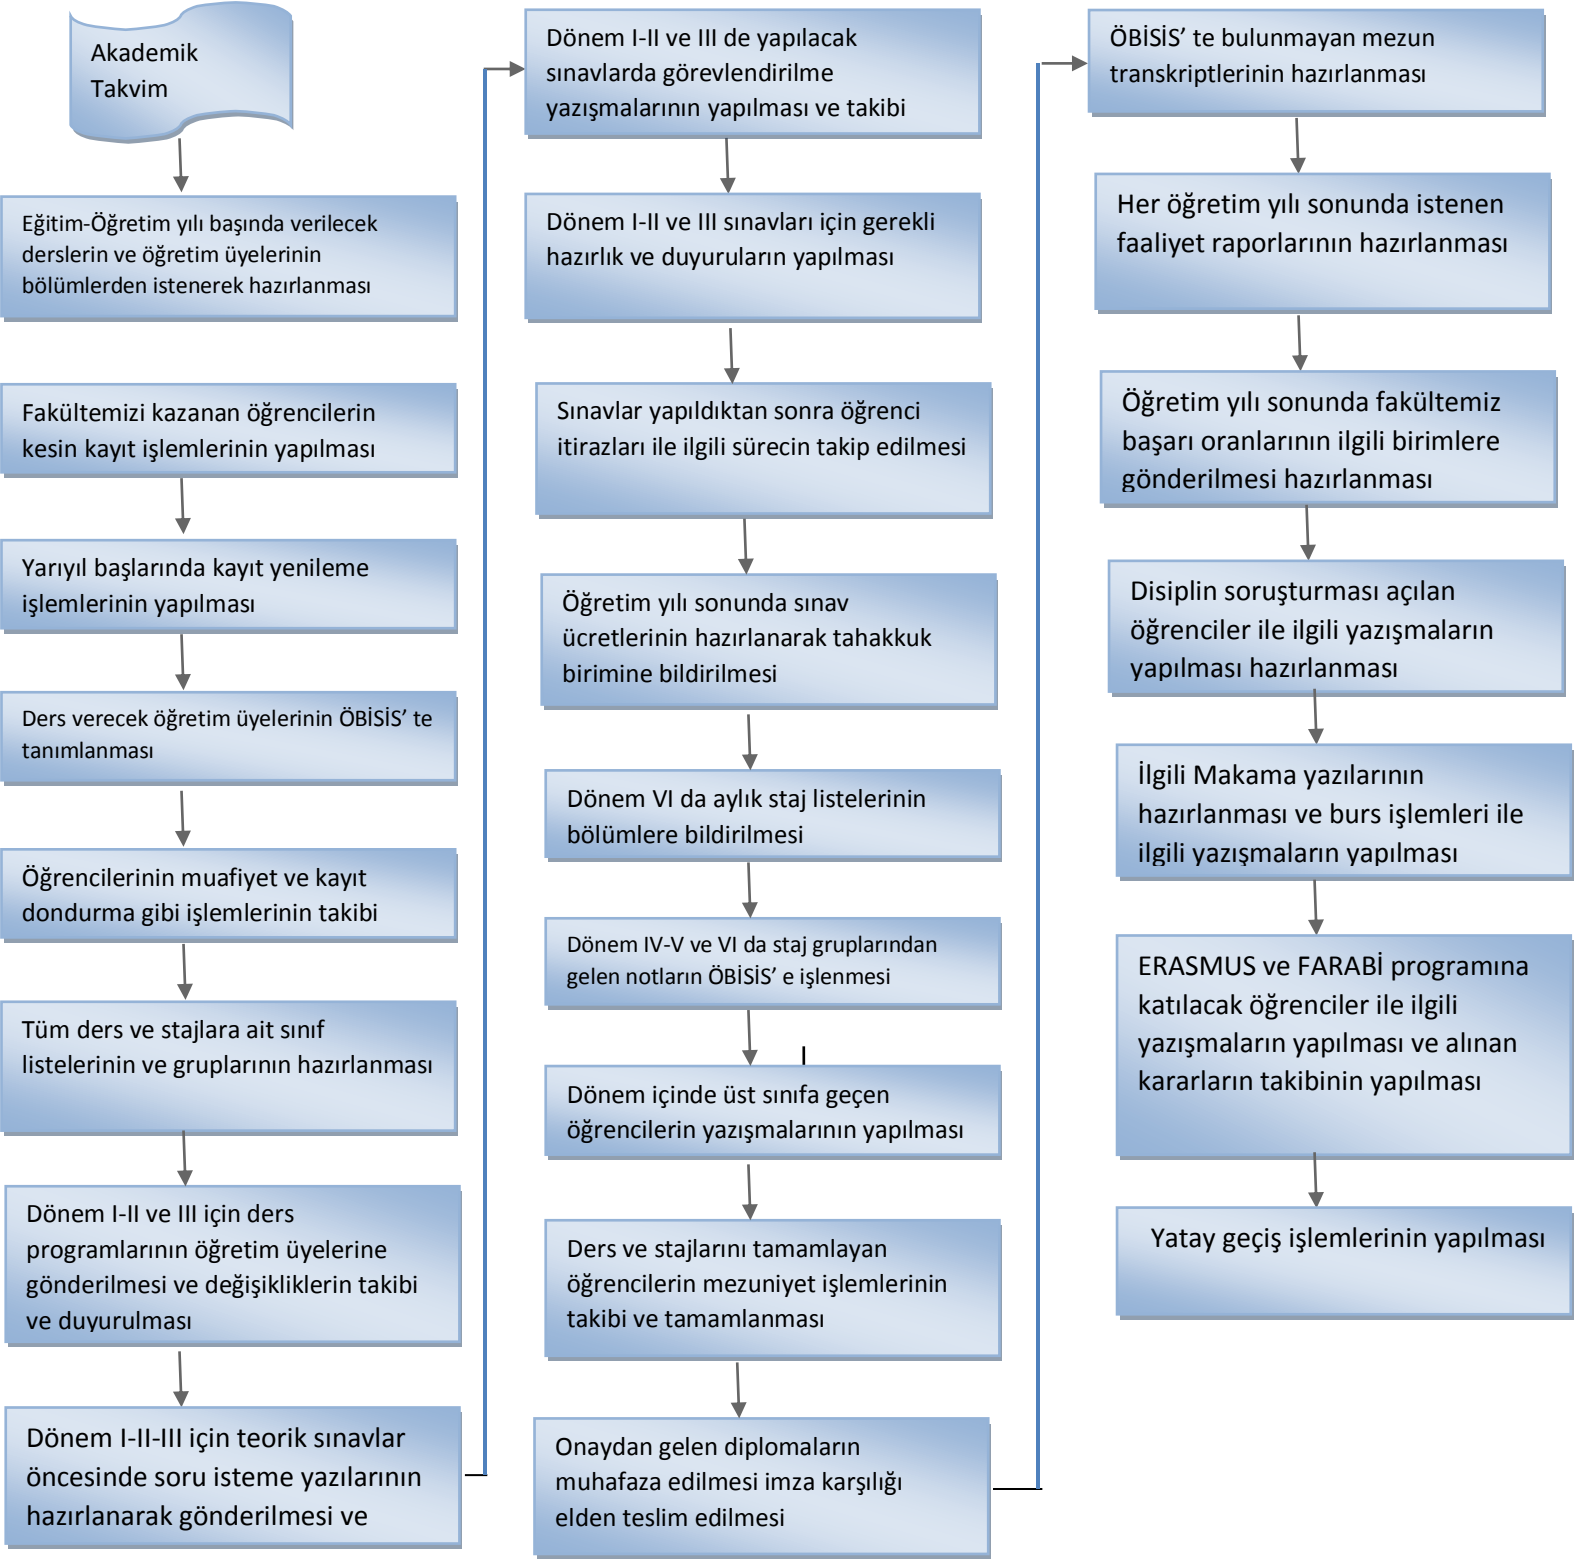 Akademik
Takvim
Eğitim-Öğretim yılı başında verilecek
derslerin ve öğretim üyelerinin
bölümlerden istenerek hazırlanması
Fakültemizi kazanan öğrencilerin
kesin kayıt işlemlerinin yapılması
Yarıyıl başlarında kayıt yenileme
işlemlerinin yapılması
Ders verecek öğretim üyelerinin ÖBİSİS’ te
tanımlanması
Öğrencilerinin muafiyet ve kayıt
dondurma gibi işlemlerinin takibi
Tüm ders ve stajlara ait sınıf
listelerinin ve gruplarının hazırlanması
Dönem I-II ve III için ders
programlarının öğretim üyelerine
gönderilmesi ve değişikliklerin takibi
ve duyurulması
Dönem I-II-III için teorik sınavlar
öncesinde soru isteme yazılarının
hazırlanarak gönderilmesi ve
Dönem I-II ve III de yapılacak
sınavlarda görevlendirilme
yazışmalarının yapılması ve takibi
Dönem I-II ve III sınavları için gerekli
hazırlık ve duyuruların yapılması
Sınavlar yapıldıktan sonra öğrenci
itirazları ile ilgili sürecin takip edilmesi
Öğretim yılı sonunda sınav
ücretlerinin hazırlanarak tahakkuk
birimine bildirilmesi
Dönem VI da aylık staj listelerinin
bölümlere bildirilmesi
Dönem IV-V ve VI da staj gruplarından
gelen notların ÖBİSİS’ e işlenmesi
Dönem içinde üst sınıfa geçen
öğrencilerin yazışmalarının yapılması
Ders ve stajlarını tamamlayan
öğrencilerin mezuniyet işlemlerinin
takibi ve tamamlanması
Onaydan gelen diplomaların
muhafaza edilmesi imza karşılığı
elden teslim edilmesi
ÖBİSİS’ te bulunmayan mezun
transkriptlerinin hazırlanması
Her öğretim yılı sonunda istenen
faaliyet raporlarının hazırlanması
Öğretim yılı sonunda fakültemiz
başarı oranlarının ilgili birimlere
gönderilmesi hazırlanması
Disiplin soruşturması açılan
öğrenciler ile ilgili yazışmaların
yapılması hazırlanması
İlgili Makama yazılarının
hazırlanması ve burs işlemleri ile
ilgili yazışmaların yapılması
ERASMUS ve FARABİ programına
katılacak öğrenciler ile ilgili
yazışmaların yapılması ve alınan
kararların takibinin yapılması
Yatay geçiş işlemlerinin yapılması